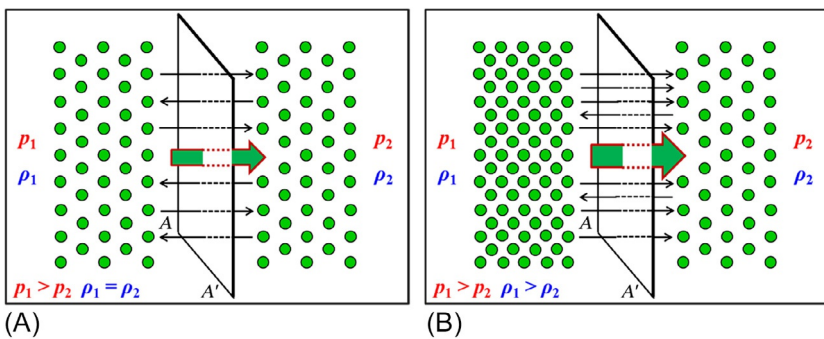 p₁
p₂
ρ₁
ρ₂
A
A'
p₁ > p₂ ρ₁ = ρ₂
(A)
p₁
p₂
ρ₁
ρ₂
A
A'
p₁ > p₂ ρ₁ > ρ₂
(B)